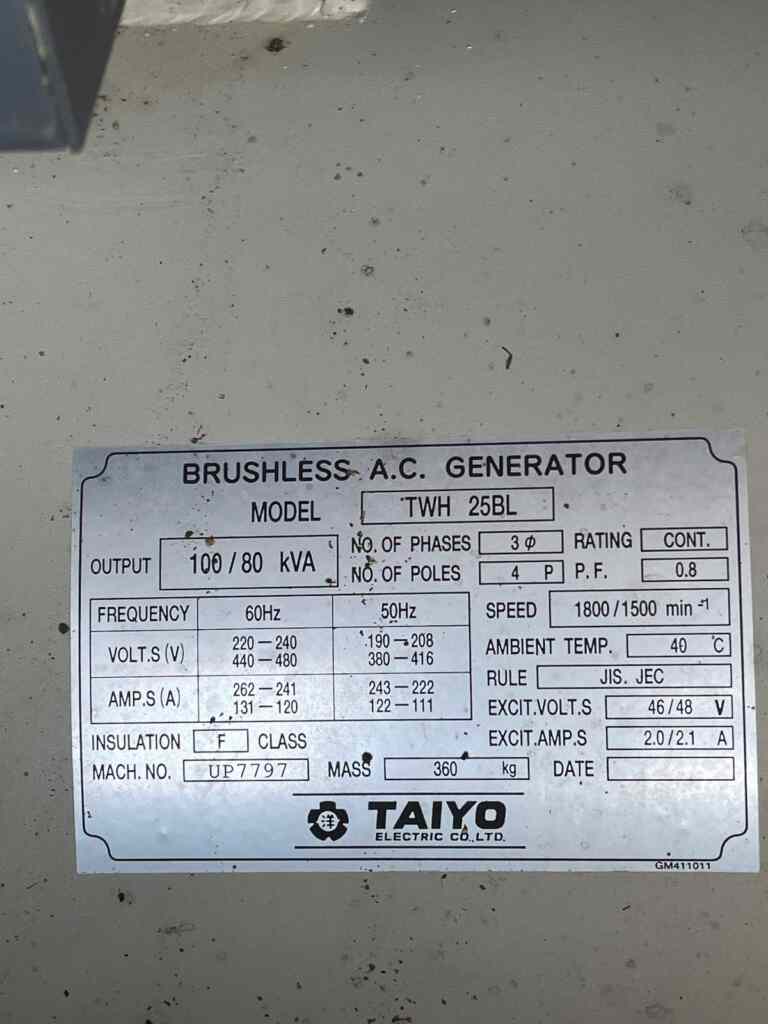 BRUSHLESS A.C. GENERATOR
MODEL TWH 25BL
OUTPUT 100/80 kVA
NO. OF PHASES 3ϕ RATING CONT.
NO. OF POLES 4 P P.F. 0.8
FREQUENCY 60Hz 50Hz
VOLT.S (V) 220－240 190－208
440－480 380－416
AMP.S (A) 262－241 243－222
131－120 122－111
SPEED 1800/1500 min⁻¹
AMBIENT TEMP. 40 ℃
RULE JIS. JEC
EXCIT.VOLT.S 46/48 V
EXCIT.AMP.S 2.0/2.1 A
INSULATION F CLASS
MACH. NO. UP7797 MASS 360 kg DATE
洋 TAIYO
ELECTRIC CO.,LTD.
GM411011